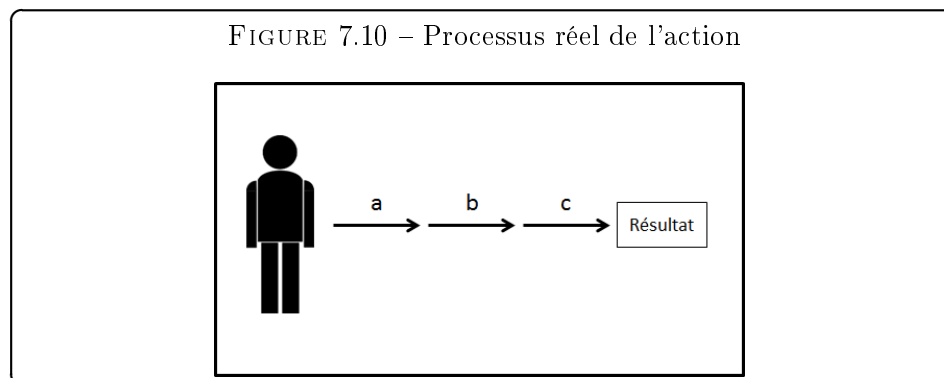 FIGURE 7.10 – Processus réel de l'action
a b c
Résultat